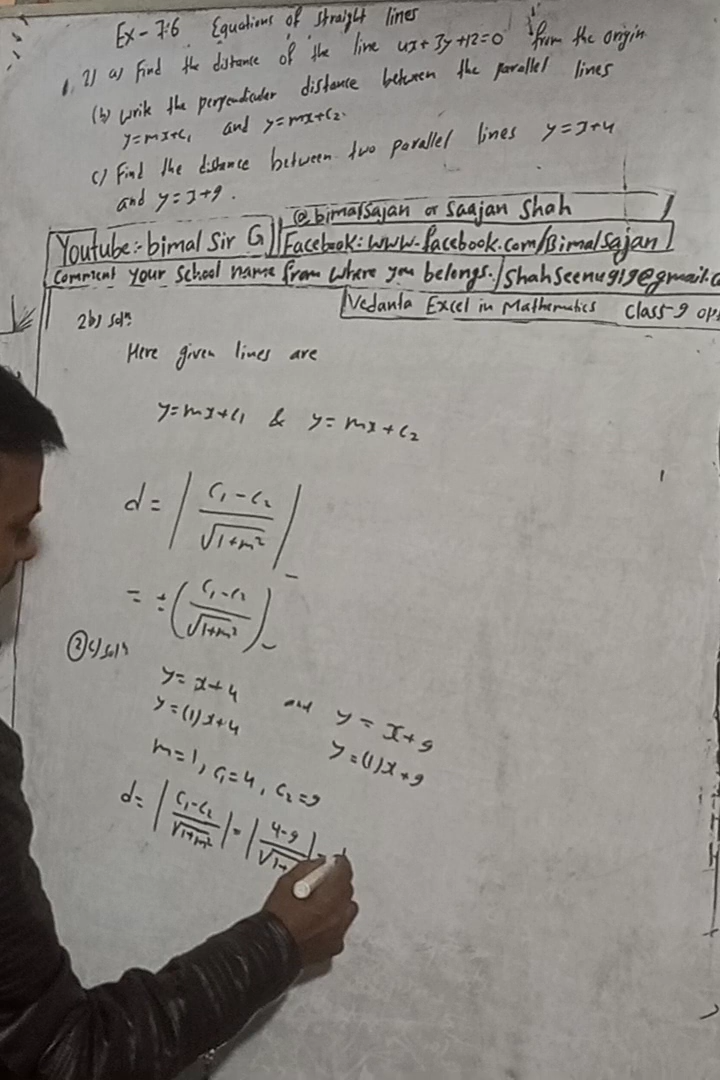 Ex-7.6 Equations of straight lines
2) a) Find the distance of the line 4x+3y+12=0 from the origin
(b) write the perpendicular distance between the parallel lines
y=mx+c₁ and y=mx+c₂.
c) Find the distance between two parallel lines y=x+4
and y=x+9.
@bimalsajan or Saajan Shah
Youtube:- bimal Sir G Facebook: www.facebook.com/Bimalsajan
Comment your School name from where you belongs. / shahseenu919@gmail.c
Vedanta Excel in Mathematics Class-9 op
2b) solⁿ
Here given lines are
y=mx+c₁ & y=mx+c₂
d = | (c₁-c₂)/√(1+m²) |
= ± ( (c₁-c₂)/√(1+m²) )
② c) solⁿ
y=x+4 and y=x+9
y=(1)x+4 y=(1)x+9
m=1, c₁=4, c₂=9
d= | (c₁-c₂)/√(1+m²) | = | (4-9)/√(1+ |